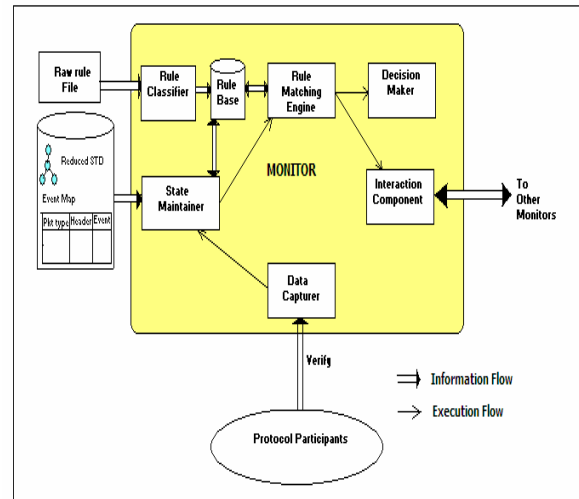 Raw rule
File
Rule
Classifier
Rule
Base
Rule
Matching
Engine
Decision
Maker
Reduced STD
Event Map
Pkt type Header Event
MONITOR
State
Maintainer
Interaction
Component
To
Other
Monitors
Data
Capturer
Verify
Information Flow
Execution Flow
Protocol Participants